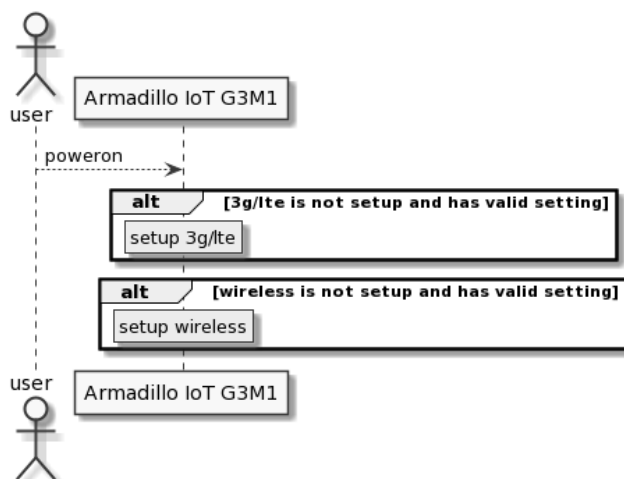 user
Armadillo IoT G3M1
poweron
alt [3g/lte is not setup and has valid setting]
setup 3g/lte
alt [wireless is not setup and has valid setting]
setup wireless
user
Armadillo IoT G3M1